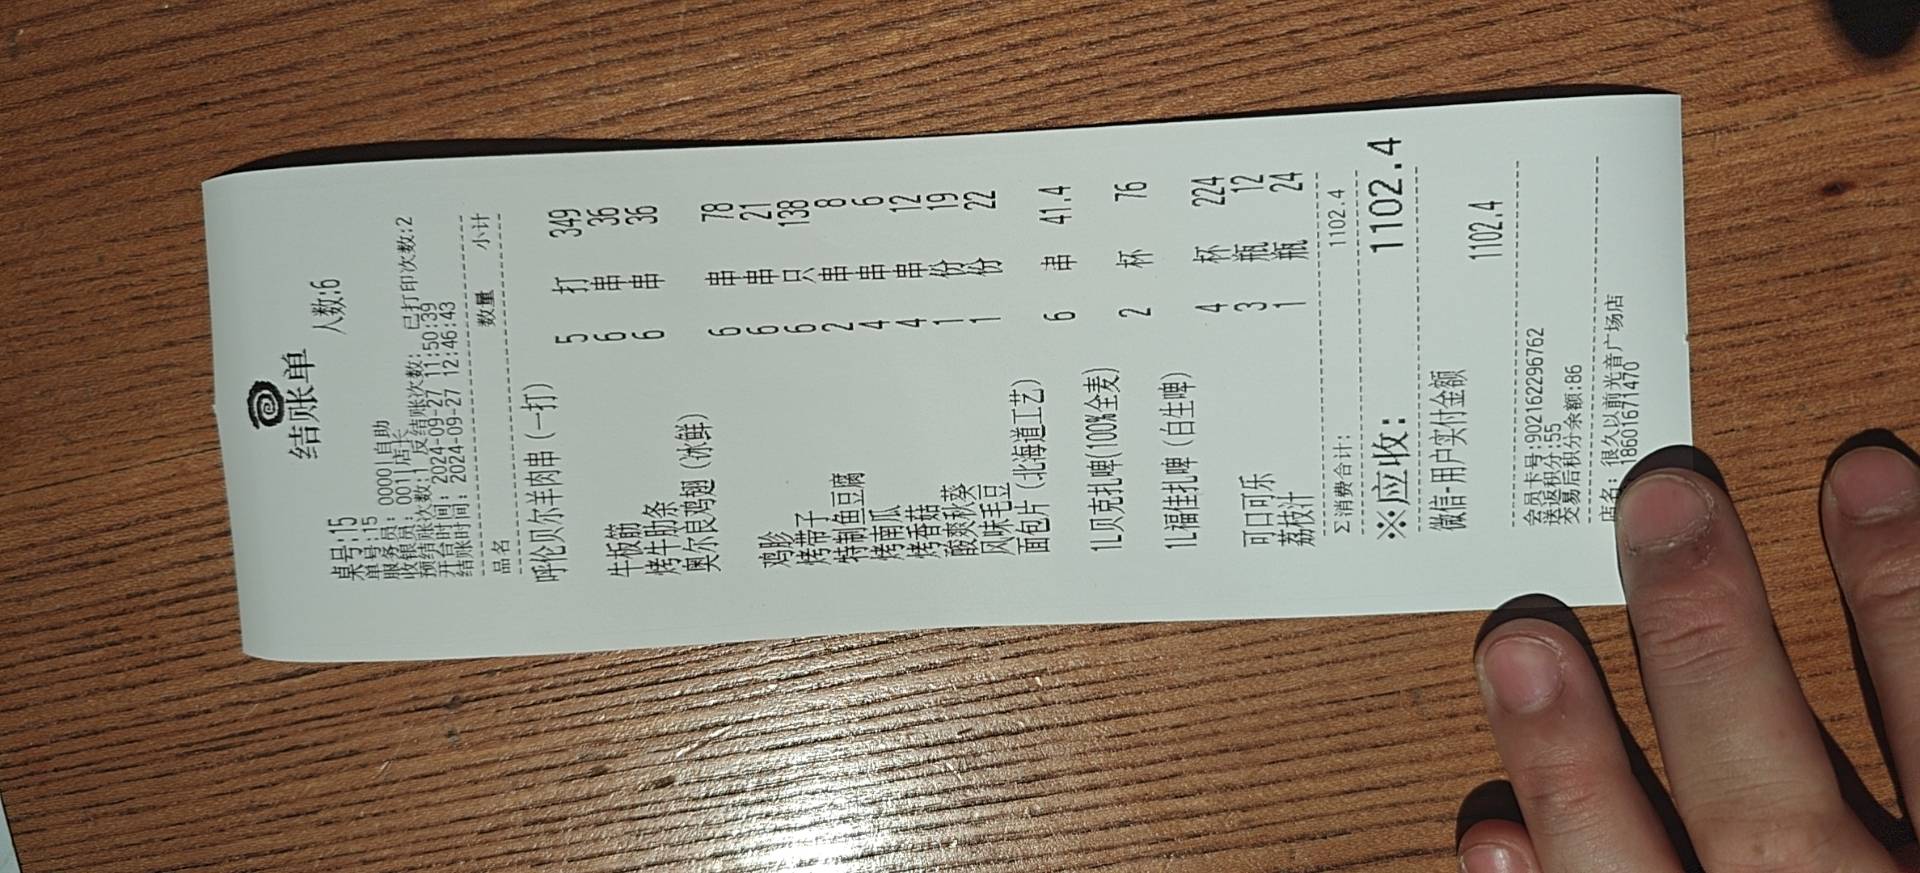 结账单
人数:6
桌号:15
单号:15
服务员: 0000|自助
收银员: 001|店长
预结账次数:1 反结账次数: 已打印次数:2
开台时间: 2024-09-27 11:50:39
结账时间: 2024-09-27 12:46:43
品名 数量 小计
呼伦贝尔羊肉串(一打) 5 打 349
牛板筋 6 串 36
烤牛肋条 6 串 36
奥尔良鸡翅(冰鲜) 6 串 78
鸡胗 6 串 21
烤带子 6 只 138
特制鱼豆腐 2 串 8
烤南瓜 4 串 6
烤香菇 4 串 12
酸爽秋葵 1 份 19
风味毛豆 1 份 22
面包片(北海道工艺) 6 串 41.4
1L贝克扎啤(100%全麦) 2 杯 76
1L福佳扎啤(白生啤) 4 杯 224
可口可乐 3 瓶 12
荔枝汁 1 瓶 24
Σ消费合计: 1102.4
※应收: 1102.4
微信-用户实付金额 1102.4
会员卡号:902162296762
送返积分:55
交易后积分余额:86
店名: 很久以前光音广场店
18601671470